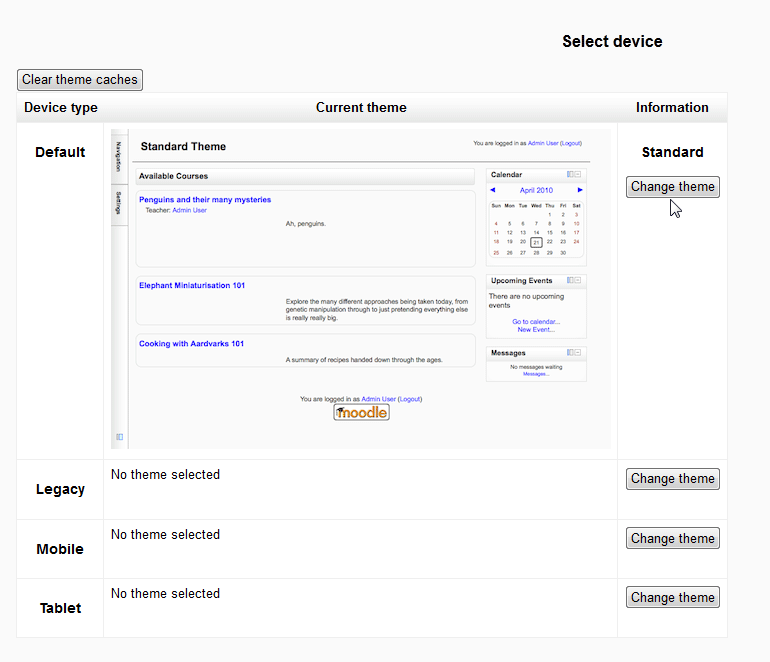 Select device
Clear theme caches
Device type Current theme Information
Default
Navigation
Settings
Standard Theme
You are logged in as Admin User (Logout)
Available Courses
Penguins and their many mysteries
Teacher: Admin User
Ah, penguins.
Elephant Miniaturisation 101
Explore the many different approaches being taken today, from
genetic manipulation through to just pretending everything else
is really really big.
Cooking with Aardvarks 101
A summary of recipes handed down through the ages.
Calendar
April 2010
Sun Mon Tue Wed Thu Fri Sat
1 2 3
4 5 6 7 8 9 10
11 12 13 14 15 16 17
18 19 20 21 22 23 24
25 26 27 28 29 30
Upcoming Events
There are no upcoming
events
Go to calendar...
New Event...
Messages
No messages waiting
Messages...
You are logged in as Admin User (Logout)
moodle
Standard
Change theme
Legacy No theme selected Change theme
Mobile No theme selected Change theme
Tablet No theme selected Change theme